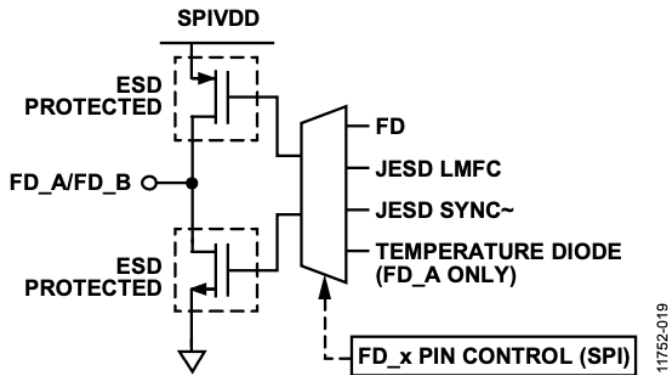 SPIVDD
ESD
PROTECTED
FD
JESD LMFC
FD_A/FD_B
JESD SYNC~
ESD
PROTECTED
TEMPERATURE DIODE
(FD_A ONLY)
FD_x PIN CONTROL (SPI)
11752-019